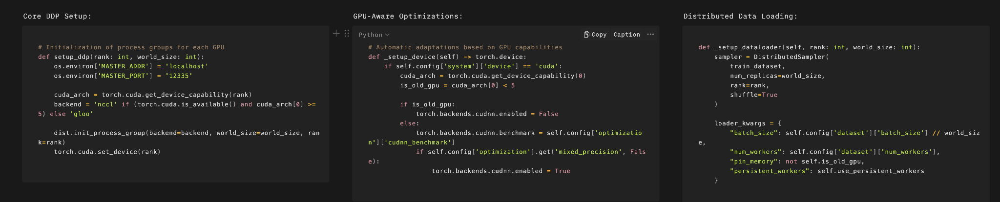 Core DDP Setup:
# Initialization of process groups for each GPU
def setup_ddp(rank: int, world_size: int):
    os.environ['MASTER_ADDR'] = 'localhost'
    os.environ['MASTER_PORT'] = '12335'
    cuda_arch = torch.cuda.get_device_capability(rank)
    backend = 'nccl' if (torch.cuda.is_available() and cuda_arch[0] >=
5) else 'gloo'
    dist.init_process_group(backend=backend, world_size=world_size, ran
k=rank)
    torch.cuda.set_device(rank)
GPU-Aware Optimizations:
Python
Copy Caption ···
# Automatic adaptations based on GPU capabilities
def _setup_device(self) -> torch.device:
    if self.config['system']['device'] == 'cuda':
        cuda_arch = torch.cuda.get_device_capability(0)
        is_old_gpu = cuda_arch[0] < 5
        if is_old_gpu:
            torch.backends.cudnn.enabled = False
        else:
            torch.backends.cudnn.benchmark = self.config['optimizatio
n']['cudnn_benchmark']
            if self.config['optimization'].get('mixed_precision', Fals
e):
                torch.backends.cudnn.enabled = True
Distributed Data Loading:
def _setup_dataloader(self, rank: int, world_size: int):
    sampler = DistributedSampler(
        train_dataset,
        num_replicas=world_size,
        rank=rank,
        shuffle=True
    )
    loader_kwargs = {
        "batch_size": self.config['dataset']['batch_size'] // world_siz
e,
        "num_workers": self.config['dataset']['num_workers'],
        "pin_memory": not self.is_old_gpu,
        "persistent_workers": self.use_persistent_workers
    }